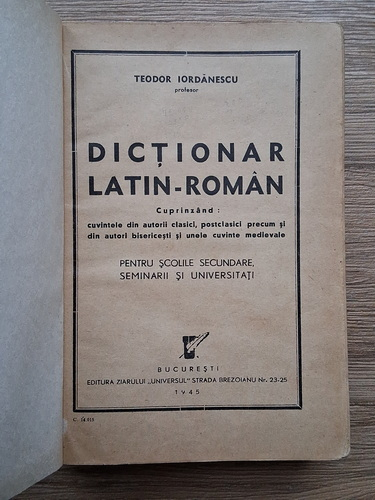 TEODOR IORDĂNESCU
profesor
DICȚIONAR
LATIN-ROMÂN
Cuprinzând :
cuvintele din autorii clasici, postclasici precum și
din autori bisericești și unele cuvinte medievale
PENTRU ȘCOLILE SECUNDARE,
SEMINARII ȘI UNIVERSITĂȚI
BUCUREȘTI
EDITURA ZIARULUI „UNIVERSUL" STRADA BREZOIANU Nr. 23-25
1945